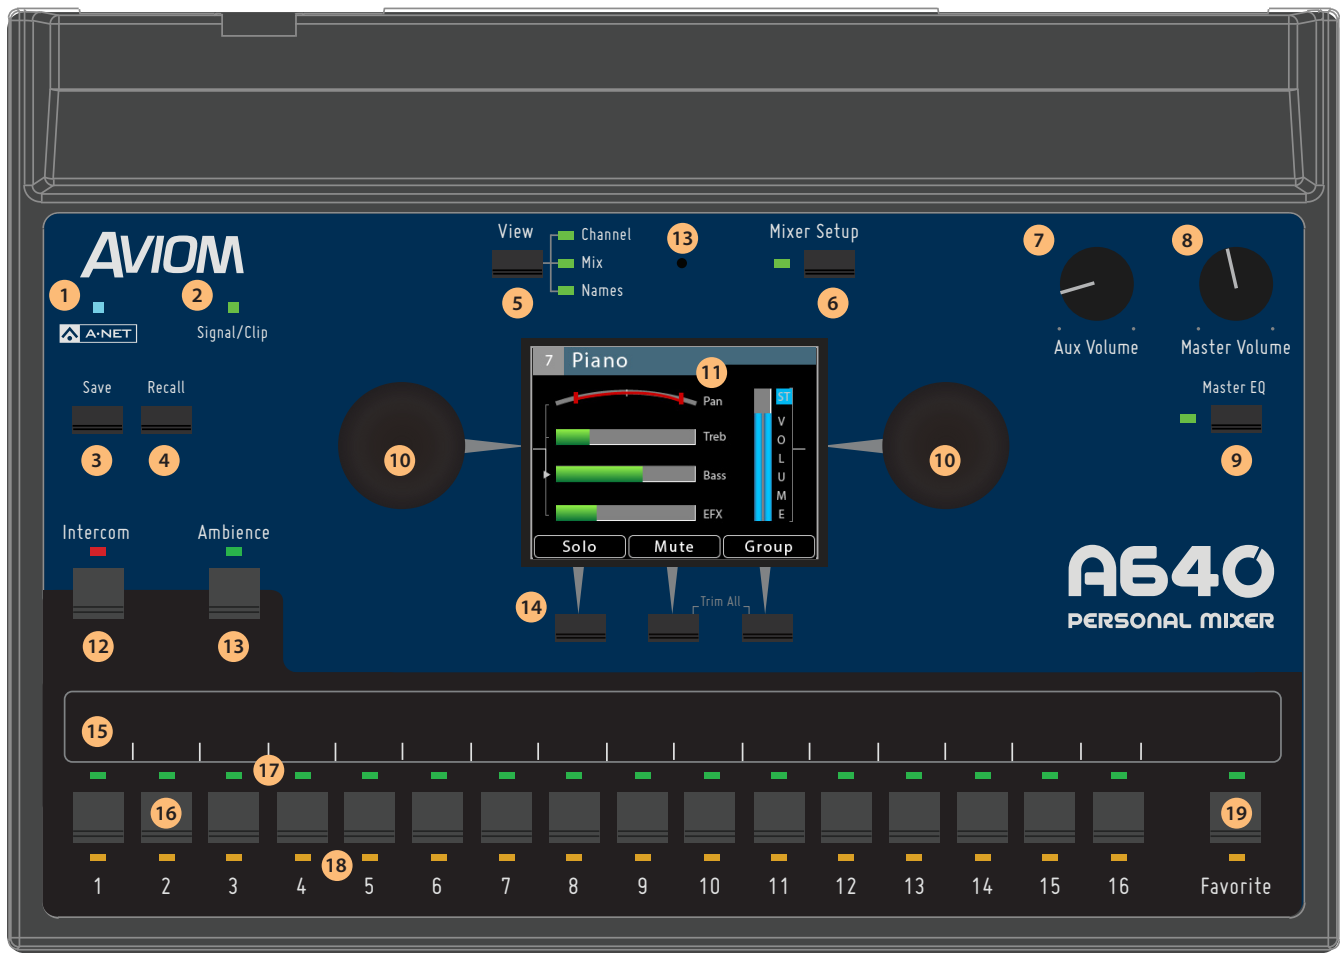 View
Channel
13
Mixer Setup
7
8
AVIOM
Mix
1
2
5
Names
6
A·NET
Signal/Clip
Aux Volume
Master Volume
7 Piano
11
Save
Recall
Pan
ST
Master EQ
VOLUME
Treb
3
4
10
10
9
Bass
EFX
Intercom
Ambience
Solo
Mute
Group
A640
14
Trim All
PERSONAL MIXER
12
13
15
17
16
19
18
1 2 3 4 5 6 7 8 9 10 11 12 13 14 15 16 Favorite